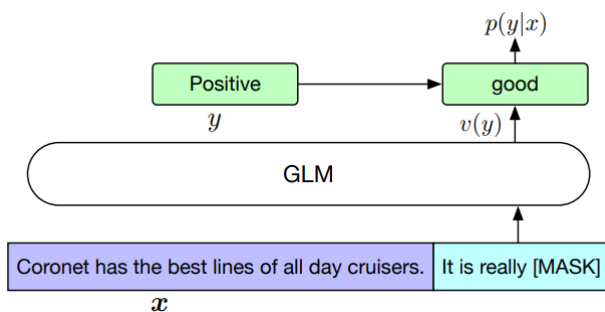 p(y|x)
Positive
good
y
v(y)
GLM
Coronet has the best lines of all day cruisers.
It is really [MASK]
x